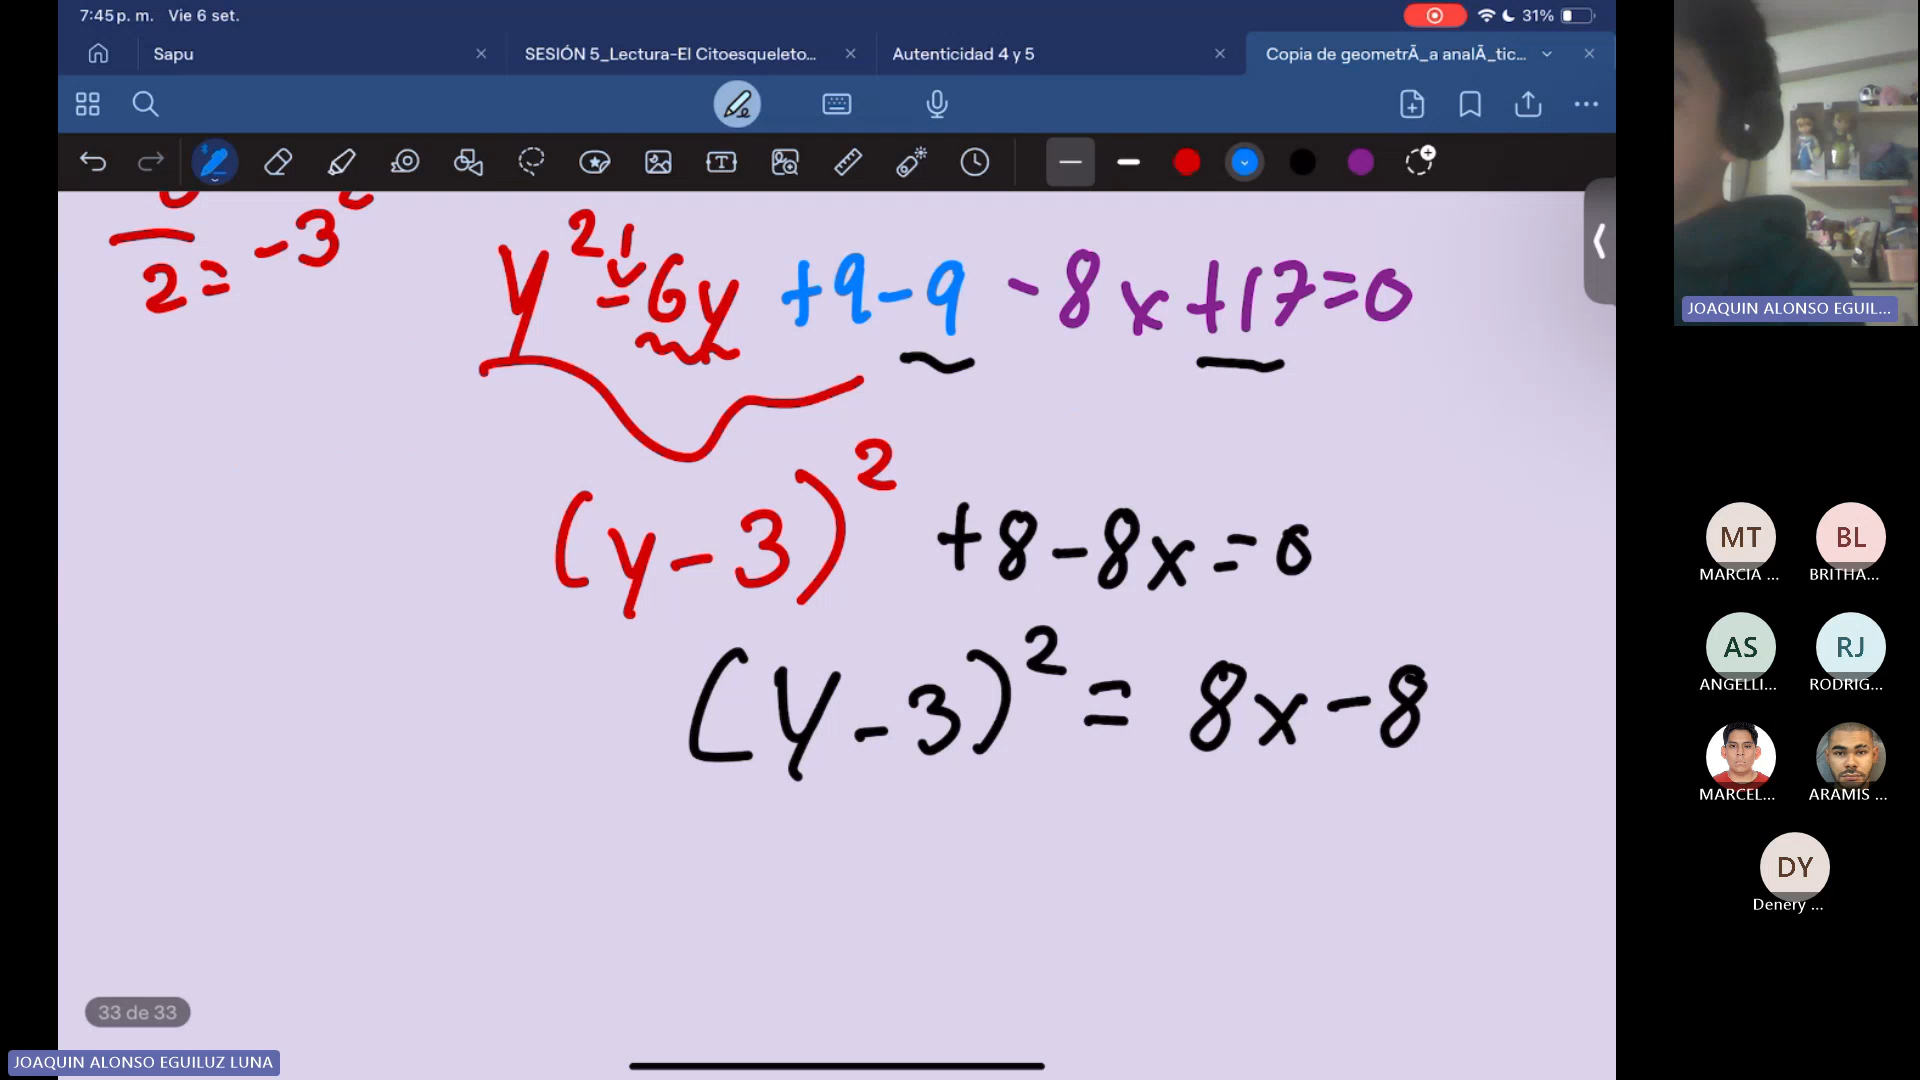 7:45 p. m. Vie 6 set.
31%
Sapu
SESIÓN 5_Lectura-El Citoesqueleto...
Autenticidad 4 y 5
Copia de geometrÃ_a analÃ_tic...
T
2 = -3
y² - 6y + 9 - 9 - 8x + 17 = 0
(y - 3)² + 8 - 8x = 0
(y - 3)² = 8x - 8
33 de 33
JOAQUIN ALONSO EGUILUZ LUNA
JOAQUIN ALONSO EGUIL...
MT
MARCIA ...
BL
BRITHA...
AS
ANGELLI...
RJ
RODRIG...
MARCEL...
ARAMIS ...
DY
Denery ...